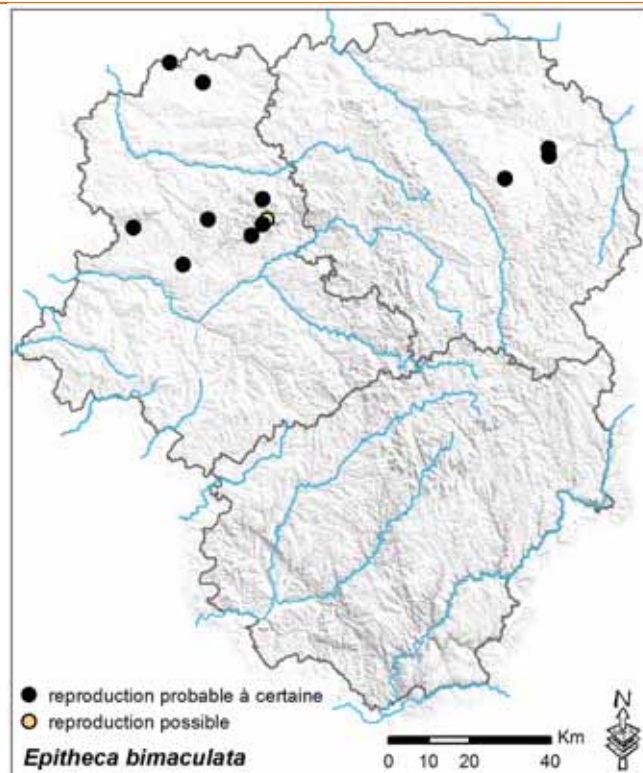 reproduction probable à certaine
reproduction possible
Epitheca bimaculata
N
Km
0 10 20 40